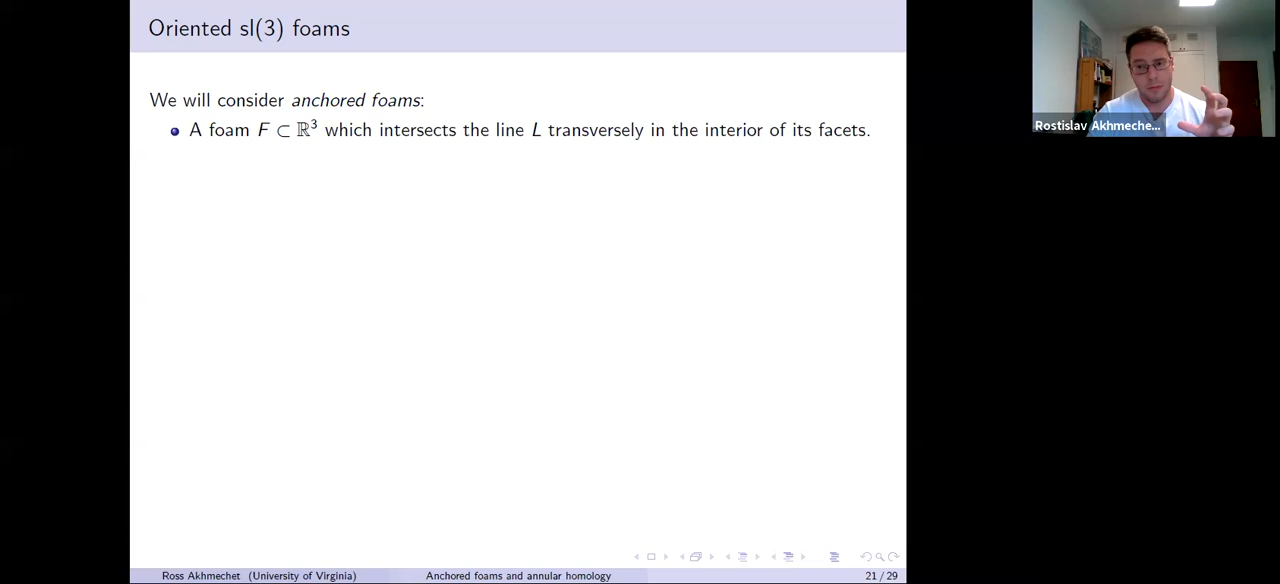 Oriented sl(3) foams
We will consider anchored foams:
A foam F ⊂ ℝ³ which intersects the line L transversely in the interior of its facets.
Rostislav Akhmeche...
Ross Akhmechet (University of Virginia) Anchored foams and annular homology 21 / 29